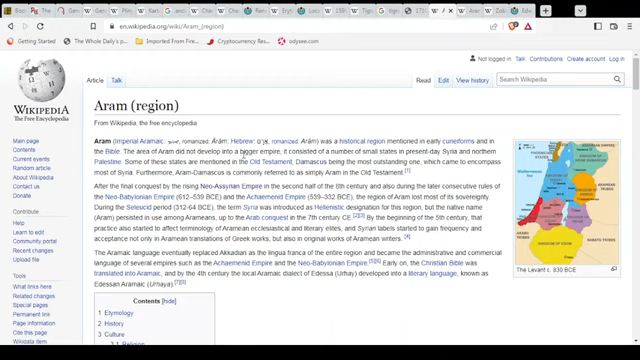 en.wikipedia.org/wiki/Aram_(region)
Getting Started
The Whole Daily's p...
Imported From Firef...
Cryptocurrency Res...
odysee.com
Not logged in Talk Contributions Create account Log in
Article Talk
Read Edit View history
Search Wikipedia
WIKIPEDIA
The Free Encyclopedia
Main page
Contents
Current events
Random article
About Wikipedia
Contact us
Donate
Contribute
Help
Learn to edit
Community portal
Recent changes
Upload file
Tools
What links here
Related changes
Special pages
Permanent link
Page information
Cite this page
Aram (region)
From Wikipedia, the free encyclopedia
Aram (Imperial Aramaic: romanized: Ārām; Hebrew: romanized: Arām) was a historical region mentioned in early cuneiforms and in
the Bible. The area of Aram did not develop into a bigger empire, it consisted of a number of small states in present-day Syria and northern
Palestine. Some of these states are mentioned in the Old Testament, Damascus being the most outstanding one, which came to encompass
most of Syria. Furthermore, Aram-Damascus is commonly referred to as simply Aram in the Old Testament.[1]
After the final conquest by the rising Neo-Assyrian Empire in the second half of the 8th century and also during the later consecutive rules of
the Neo-Babylonian Empire (612–539 BCE) and the Achaemenid Empire (539–332 BCE), the region of Aram lost most of its sovereignty.
During the Seleucid period (312-64 BCE), the term Syria was introduced as Hellenistic designation for this region, but the native name
(Aram) persisted in use among Arameans, up to the Arab conquest in the 7th century CE.[2][3] By the beginning of the 5th century, that
practice also started to affect terminology of Aramean ecclesiastical and literary elites, and Syrian labels started to gain frequency and
acceptance not only in Aramean translations of Greek works, but also in original works of Aramean writers.[4]
The Aramaic language eventually replaced Akkadian as the lingua franca of the entire region and became the administrative and commercial
language of several empires such as the Achaemenid Empire and the Neo-Babylonian Empire.[5][6] Early on, the Christian Bible was
translated into Aramaic, and by the 4th century the local Aramaic dialect of Edessa (Urhay) developed into a literary language, known as
Edessan Aramaic (Urhaya).[7][8]
The Levant c. 830 BCE
Contents [hide]
1 Etymology
2 History
3 Culture
3.1 Religion